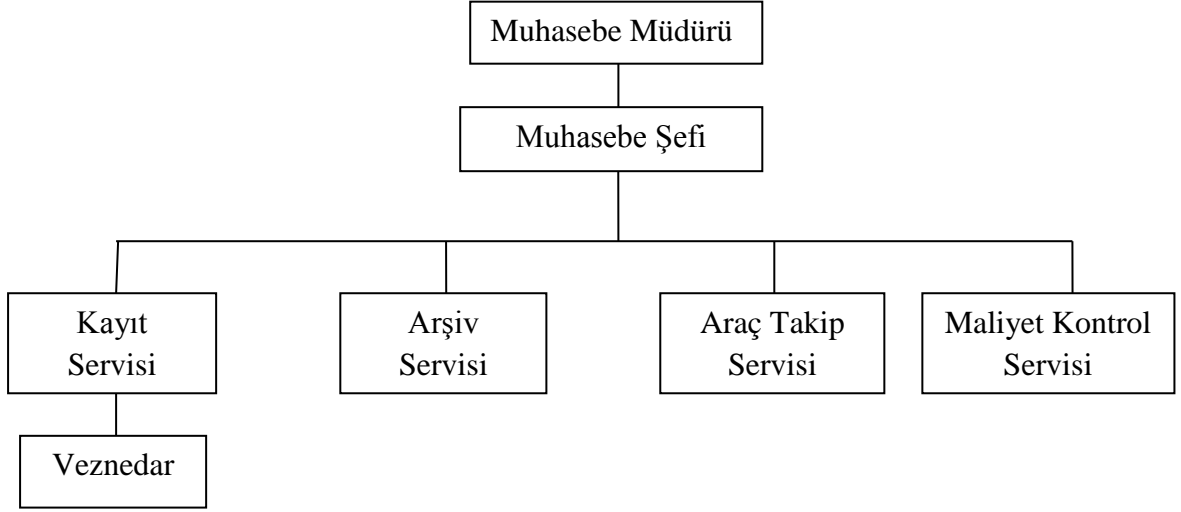 Muhasebe Müdürü
Muhasebe Şefi
Kayıt
Servisi
Arşiv
Servisi
Araç Takip
Servisi
Maliyet Kontrol
Servisi
Veznedar